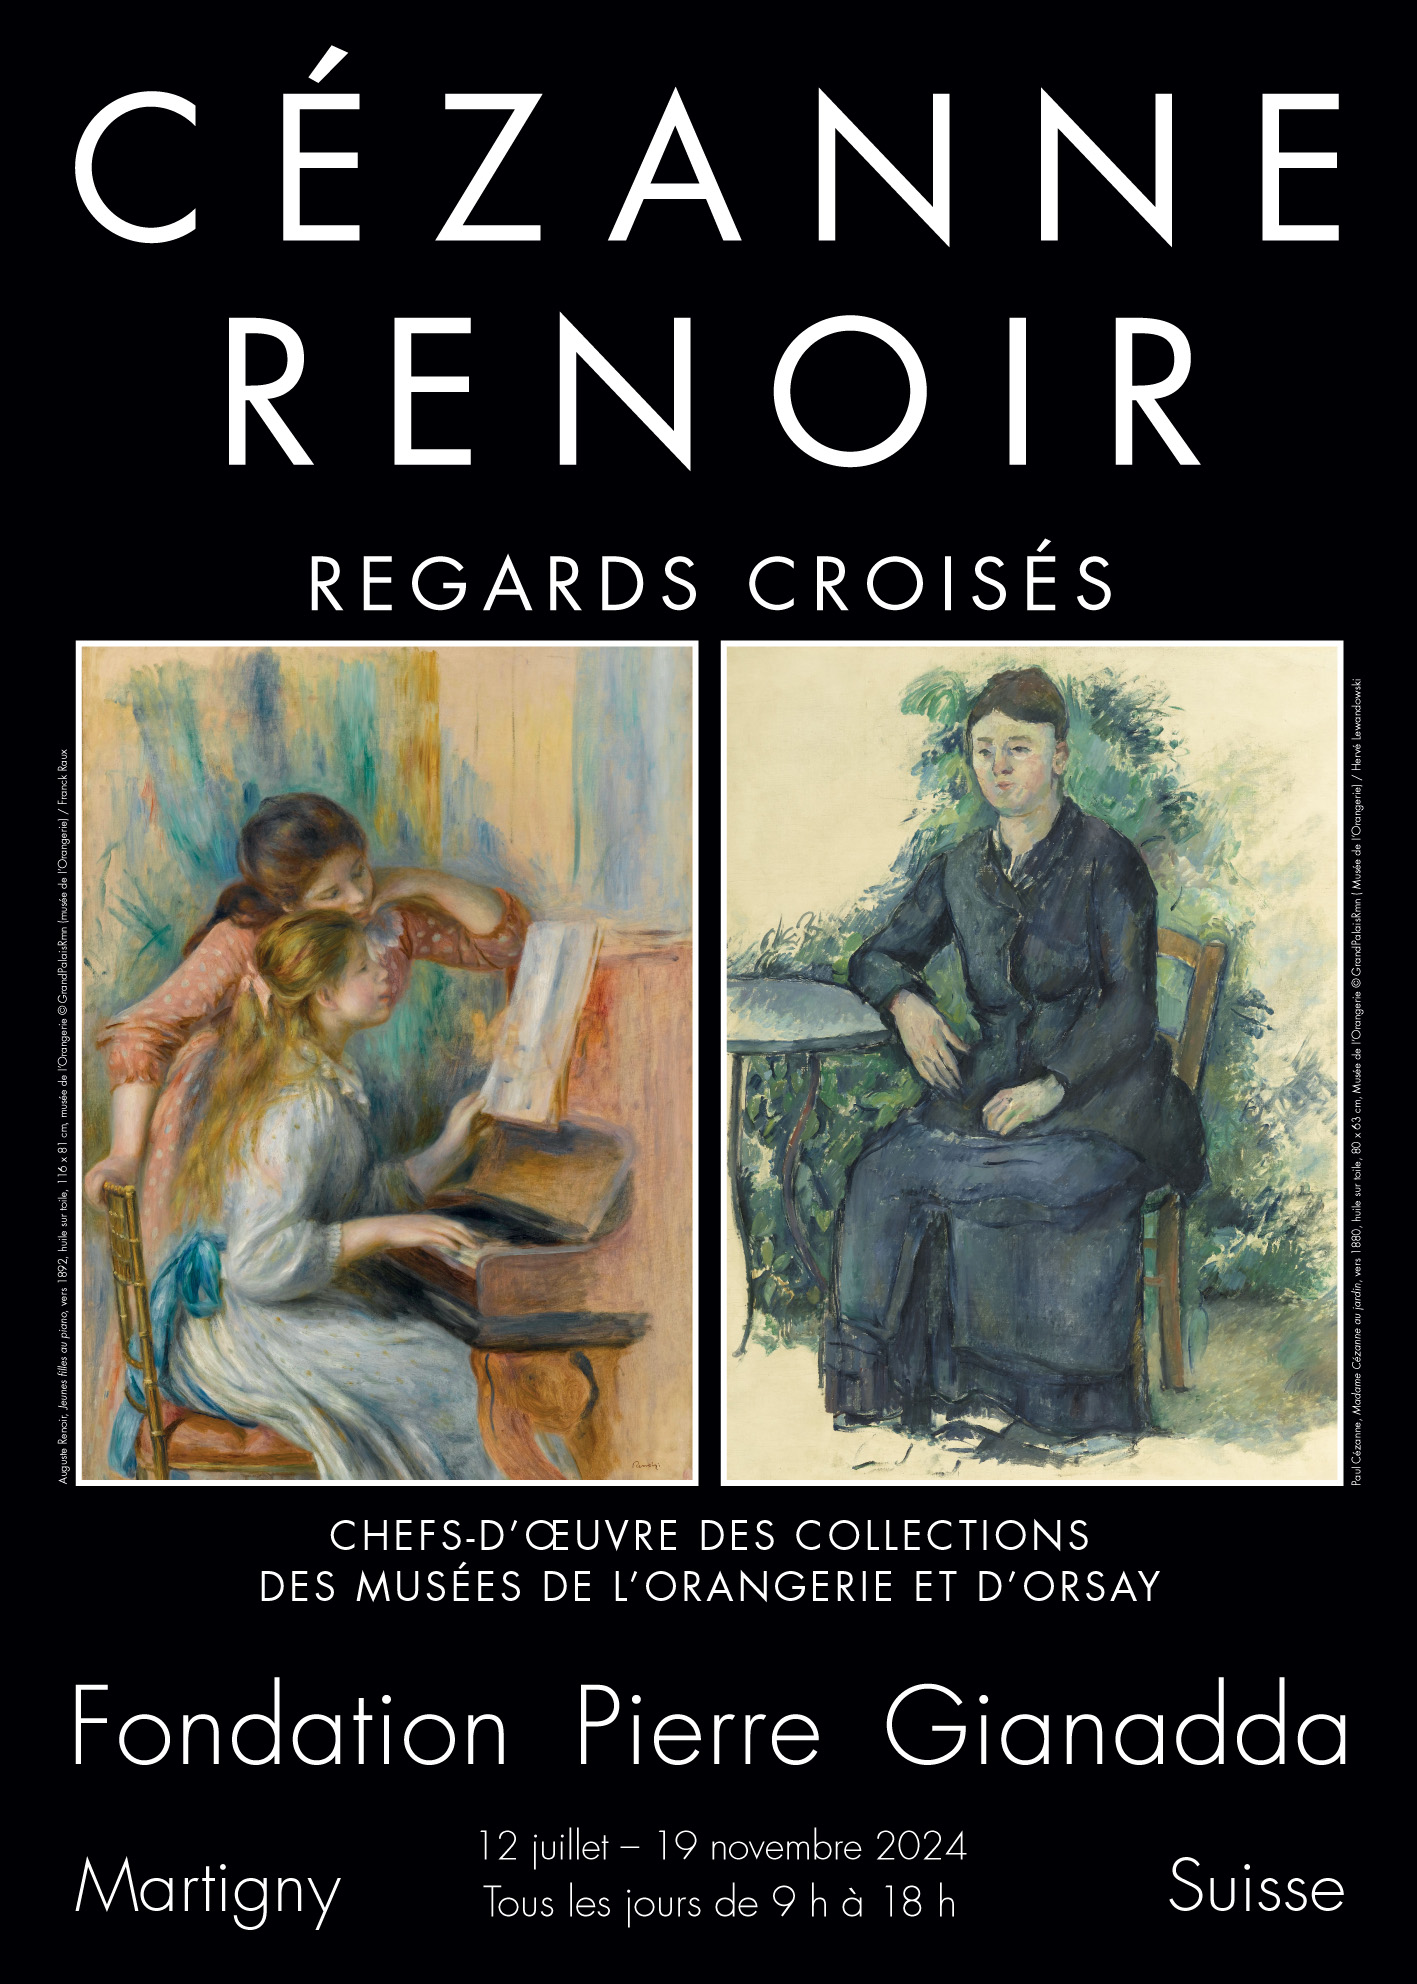 CÉZANNE
RENOIR
REGARDS CROISÉS
Auguste Renoir, Jeunes filles au piano, vers 1892, huile sur toile, 116 x 81 cm, musée de l'Orangerie © GrandPalaisRmn (musée de l'Orangerie) / Franck Raux
Renoir.
Paul Cézanne, Madame Cézanne au jardin, vers 1880, huile sur toile, 80 x 63 cm, Musée de l'Orangerie © GrandPalaisRmn ( Musée de l'Orangerie) / Hervé Lewandowski
CHEFS-D'ŒUVRE DES COLLECTIONS
DES MUSÉES DE L'ORANGERIE ET D'ORSAY
Fondation Pierre Gianadda
12 juillet – 19 novembre 2024
Tous les jours de 9 h à 18 h
Martigny
Suisse